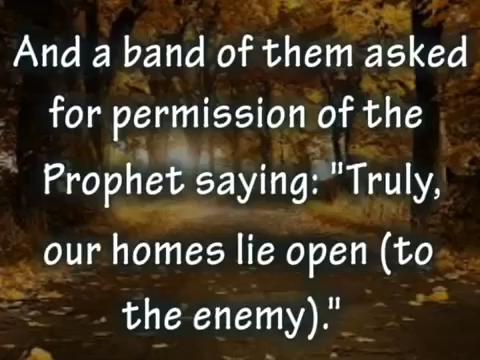 And a band of them asked
for permission of the
Prophet saying: "Truly,
our homes lie open (to
the enemy)."